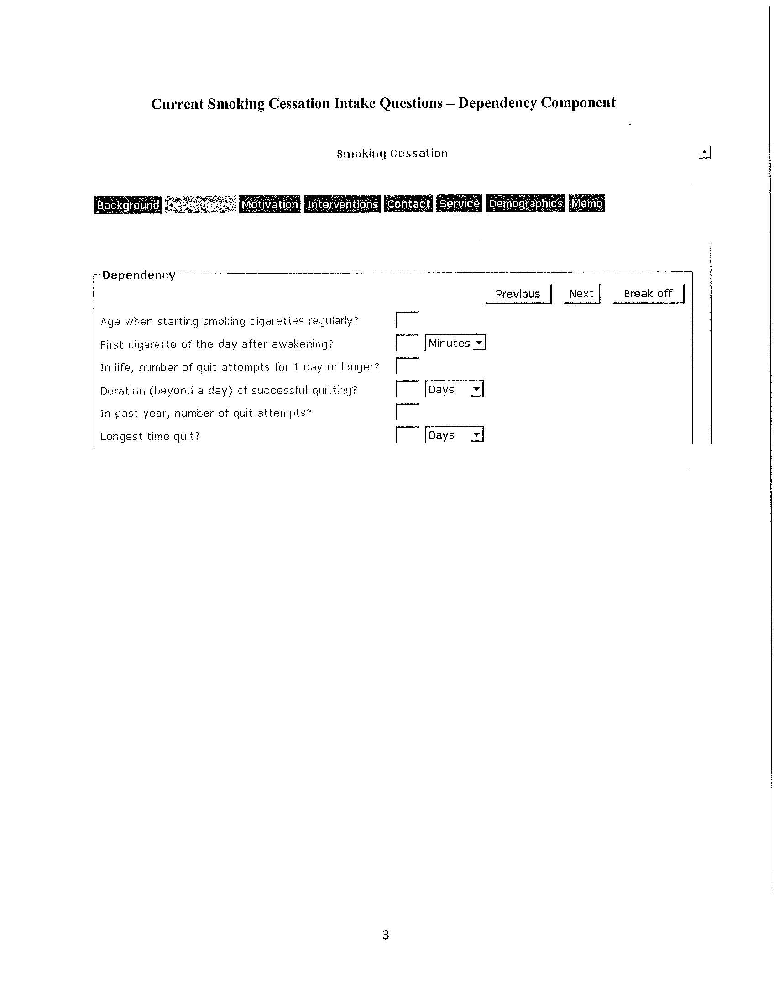 Current Smoking Cessation Intake Questions – Dependency Component
Smoking Cessation
Background Dependency Motivation Interventions Contact Service Demographics Memo
Dependency
Previous Next Break off
Age when starting smoking cigarettes regularly?
First cigarette of the day after awakening? Minutes
In life, number of quit attempts for 1 day or longer?
Duration (beyond a day) of successful quitting? Days
In past year, number of quit attempts?
Longest time quit? Days
3